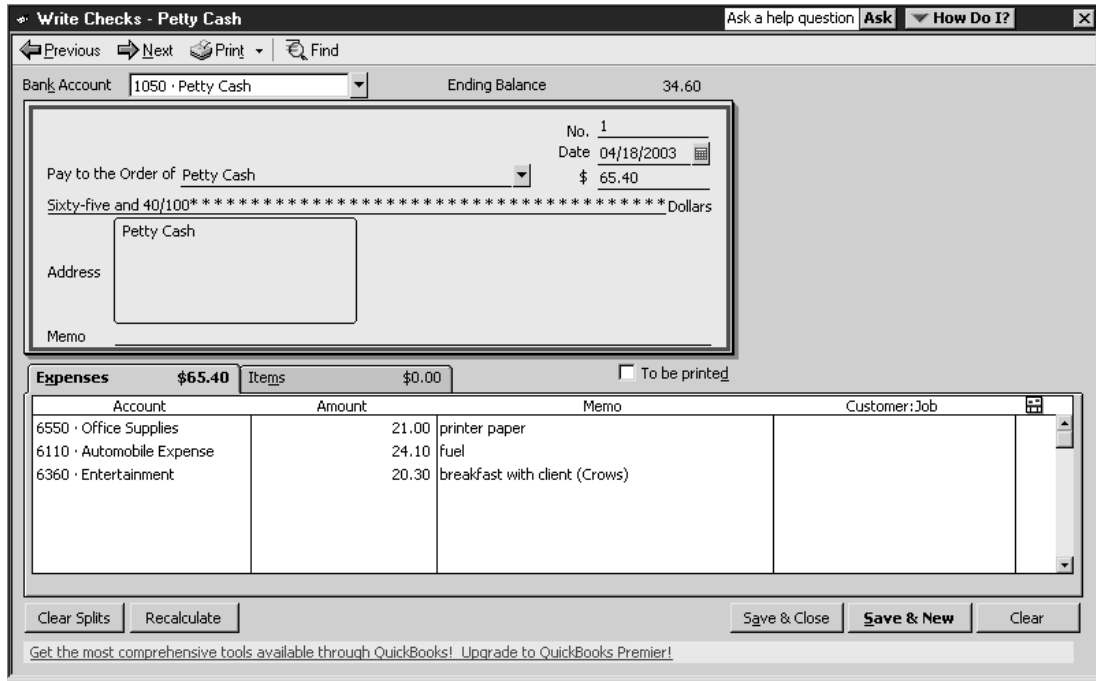 Write Checks - Petty Cash Ask a help question Ask How Do I?
Previous Next Print Find
Bank Account 1050 · Petty Cash Ending Balance 34.60
No. 1
Date 04/18/2003
Pay to the Order of Petty Cash $ 65.40
Sixty-five and 40/100* * * * * * * * * * * * * * * * * * * * * * * * * * * * * * * * * * * * * * * Dollars
Petty Cash
Address
Memo
Expenses $65.40 Items $0.00 To be printed
Account Amount Memo Customer:Job
6550 · Office Supplies 21.00 printer paper
6110 · Automobile Expense 24.10 fuel
6360 · Entertainment 20.30 breakfast with client (Crows)
Clear Splits Recalculate Save & Close Save & New Clear
Get the most comprehensive tools available through QuickBooks! Upgrade to QuickBooks Premier!